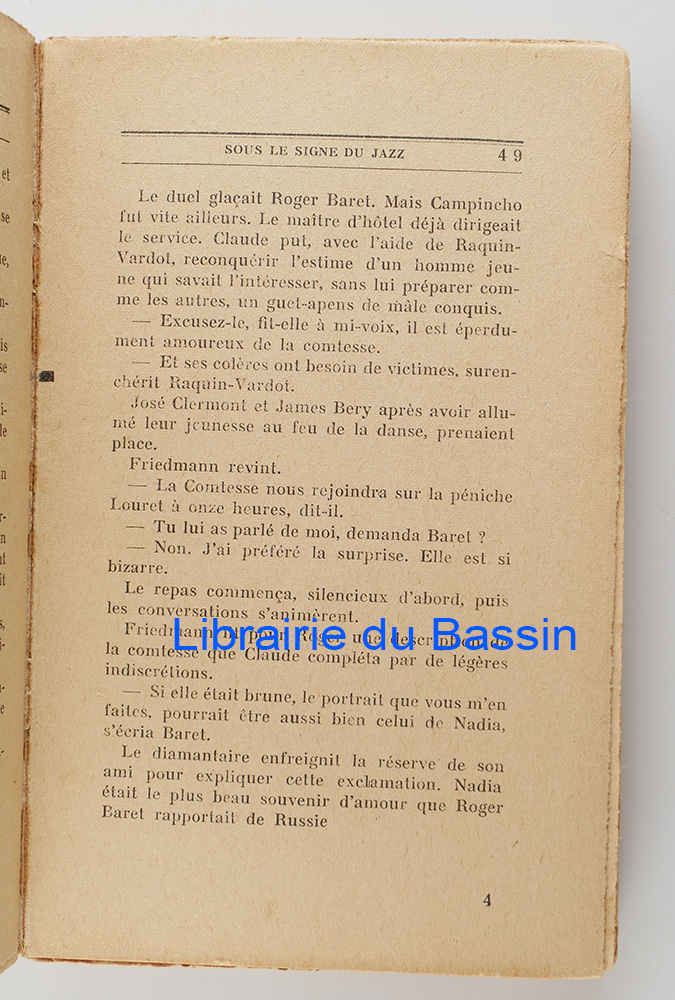 SOUS LE SIGNE DU JAZZ 49
Le duel glaçait Roger Baret. Mais Campincho
fut vite ailleurs. Le maître d'hôtel déjà dirigeait
le service. Claude put, avec l'aide de Raquin-
Vardot, reconquérir l'estime d'un homme jeu-
ne qui savait l'intéresser, sans lui préparer com-
me les autres, un guet-apens de mâle conquis.
— Excusez-le, fit-elle à mi-voix, il est éperdu-
ment amoureux de la comtesse.
— Et ses colères ont besoin de victimes, suren-
chérit Raquin-Vardot.
José Clermont et James Bery après avoir allu-
mé leur jeunesse au feu de la danse, prenaient
place.
Friedmann revint.
— La Comtesse nous rejoindra sur la péniche
Louret à onze heures, dit-il.
— Tu lui as parlé de moi, demanda Baret ?
— Non. J'ai préféré la surprise. Elle est si
bizarre.
Le repas commença, silencieux d'abord, puis
les conversations s'animèrent.
Friedmann fit pour Roger une description de
Librairie du Bassin
la comtesse que Claude compléta par de légères
indiscrétions.
— Si elle était brune, le portrait que vous m'en
faites, pourrait être aussi bien celui de Nadia,
s'écria Baret.
Le diamantaire enfreignit la réserve de son
ami pour expliquer cette exclamation. Nadia
était le plus beau souvenir d'amour que Roger
Baret rapportait de Russie
4